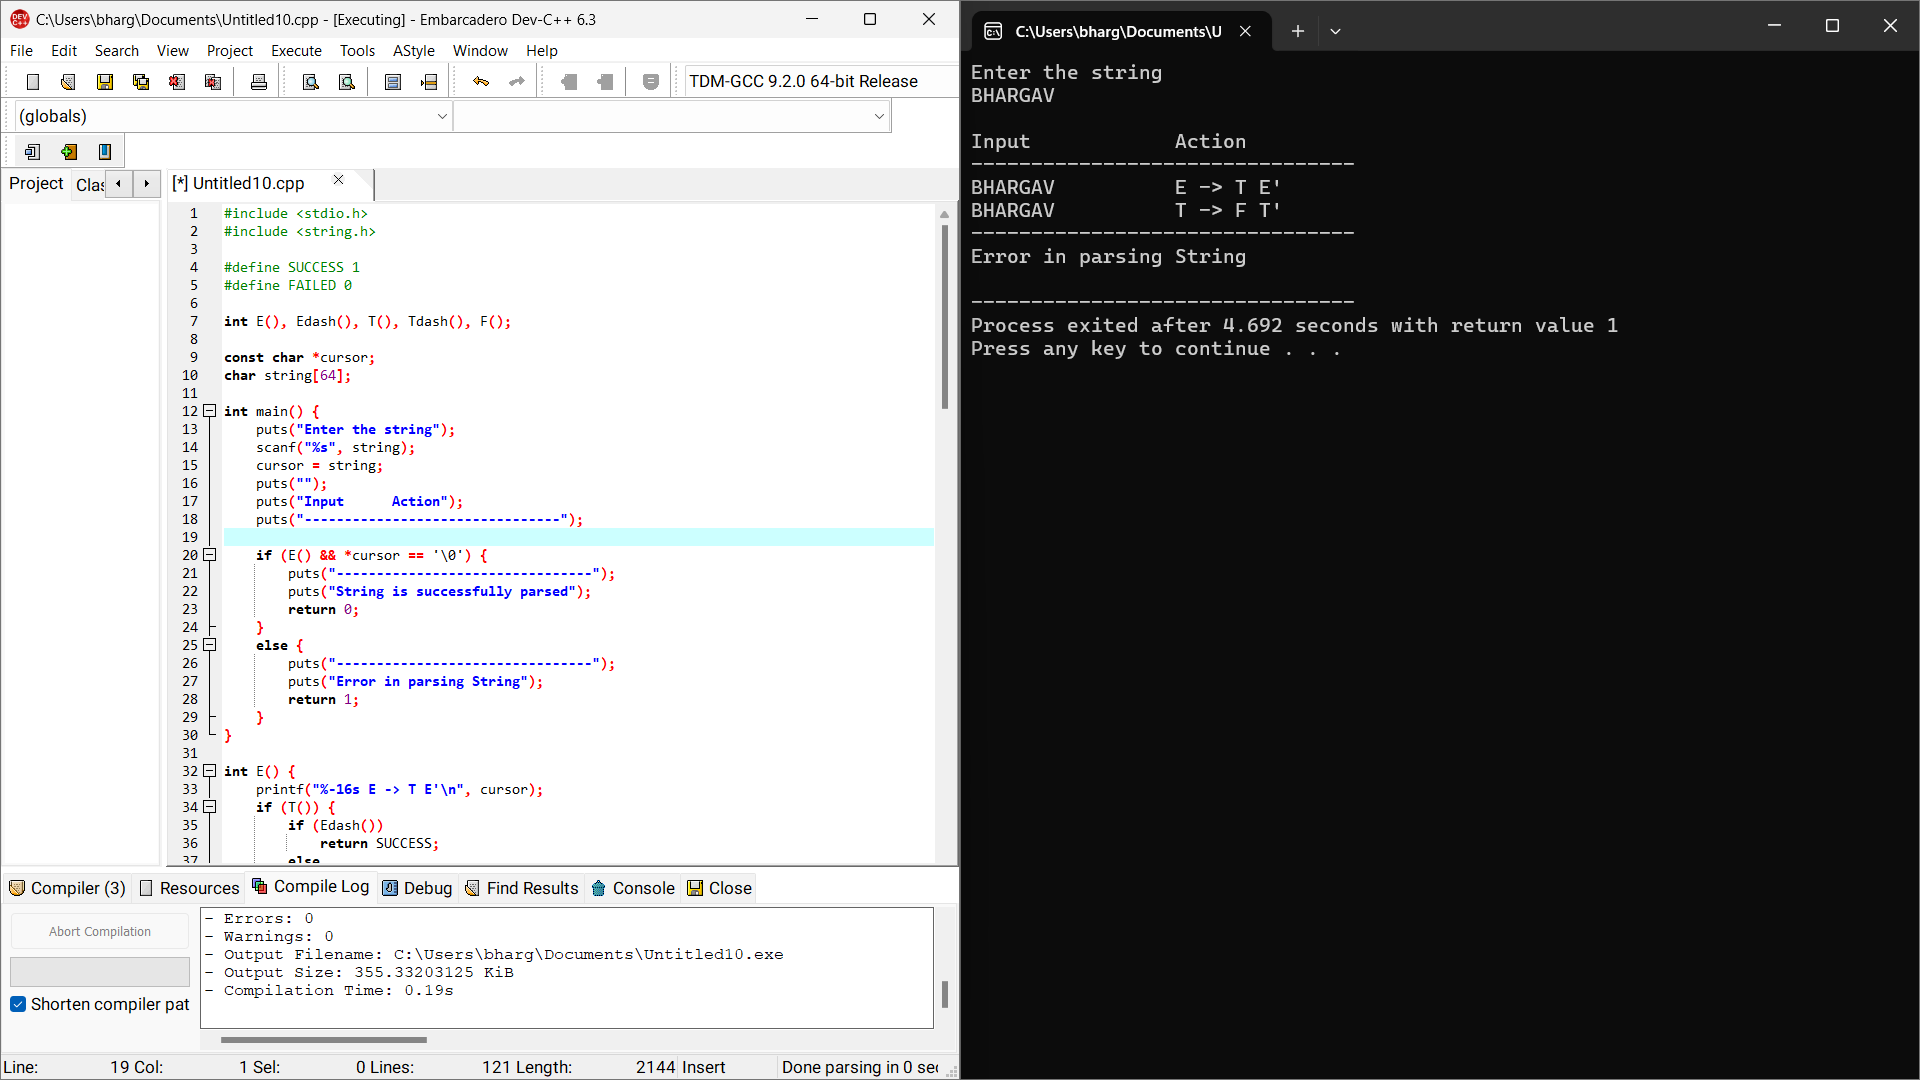 C:\Users\bharg\Documents\Untitled10.cpp - [Executing] - Embarcadero Dev-C++ 6.3
File Edit Search View Project Execute Tools AStyle Window Help
TDM-GCC 9.2.0 64-bit Release
(globals)
Project Clas [*] Untitled10.cpp
1 #include <stdio.h>
2 #include <string.h>
3
4 #define SUCCESS 1
5 #define FAILED 0
6
7 int E(), Edash(), T(), Tdash(), F();
8
9 const char *cursor;
10 char string[64];
11
12 int main() {
13     puts("Enter the string");
14     scanf("%s", string);
15     cursor = string;
16     puts("");
17     puts("Input      Action");
18     puts("--------------------------------");
19
20     if (E() && *cursor == '\0') {
21         puts("--------------------------------");
22         puts("String is successfully parsed");
23         return 0;
24     }
25     else {
26         puts("--------------------------------");
27         puts("Error in parsing String");
28         return 1;
29     }
30 }
31
32 int E() {
33     printf("%-16s E -> T E'\n", cursor);
34     if (T()) {
35         if (Edash())
36             return SUCCESS;
37         else
Compiler (3) Resources Compile Log Debug Find Results Console Close
Abort Compilation
Shorten compiler pat
- Errors: 0
- Warnings: 0
- Output Filename: C:\Users\bharg\Documents\Untitled10.exe
- Output Size: 355.33203125 KiB
- Compilation Time: 0.19s
Line: 19 Col: 1 Sel: 0 Lines: 121 Length: 2144 Insert Done parsing in 0 sec
C:\Users\bharg\Documents\U
Enter the string
BHARGAV
Input            Action
--------------------------------
BHARGAV          E -> T E'
BHARGAV          T -> F T'
--------------------------------
Error in parsing String
--------------------------------
Process exited after 4.692 seconds with return value 1
Press any key to continue . . .